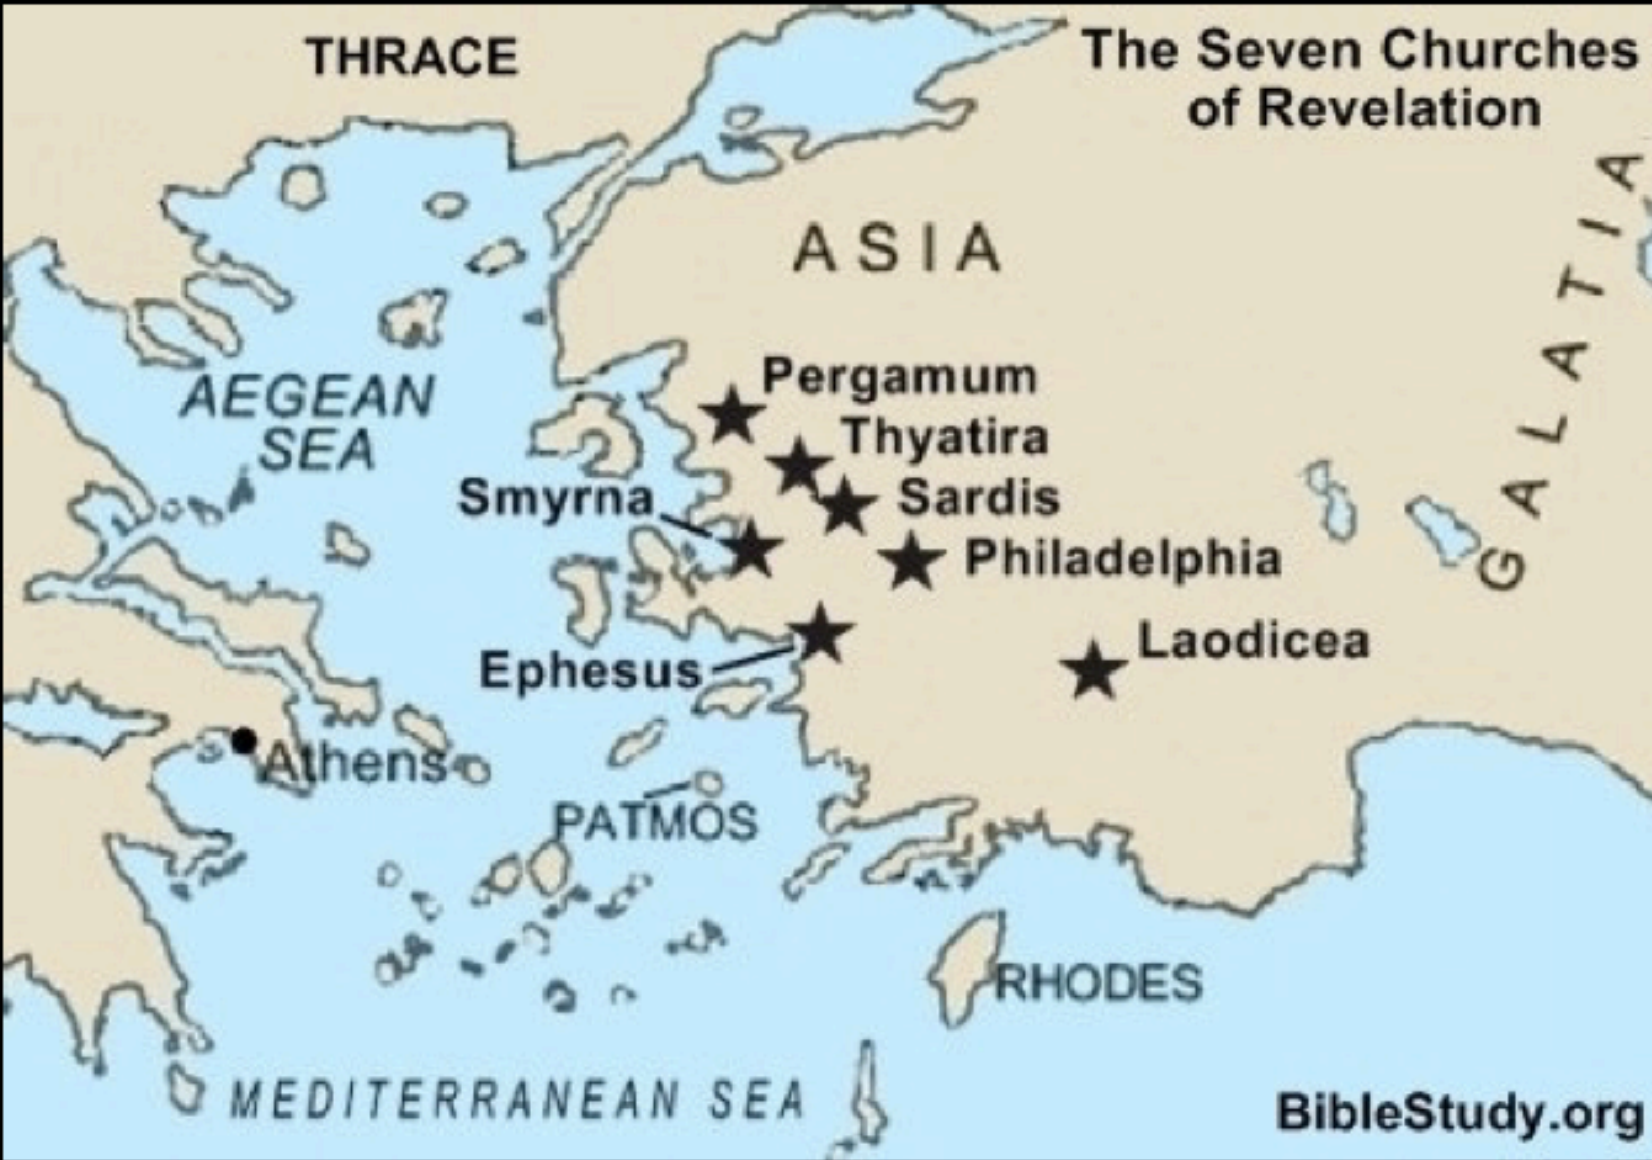 THRACE
The Seven Churches
of Revelation
ASIA
GALATIA
Pergamum
AEGEAN
SEA
Thyatira
Smyrna
Sardis
Philadelphia
Ephesus
Laodicea
Athens
PATMOS
RHODES
MEDITERRANEAN SEA
BibleStudy.org